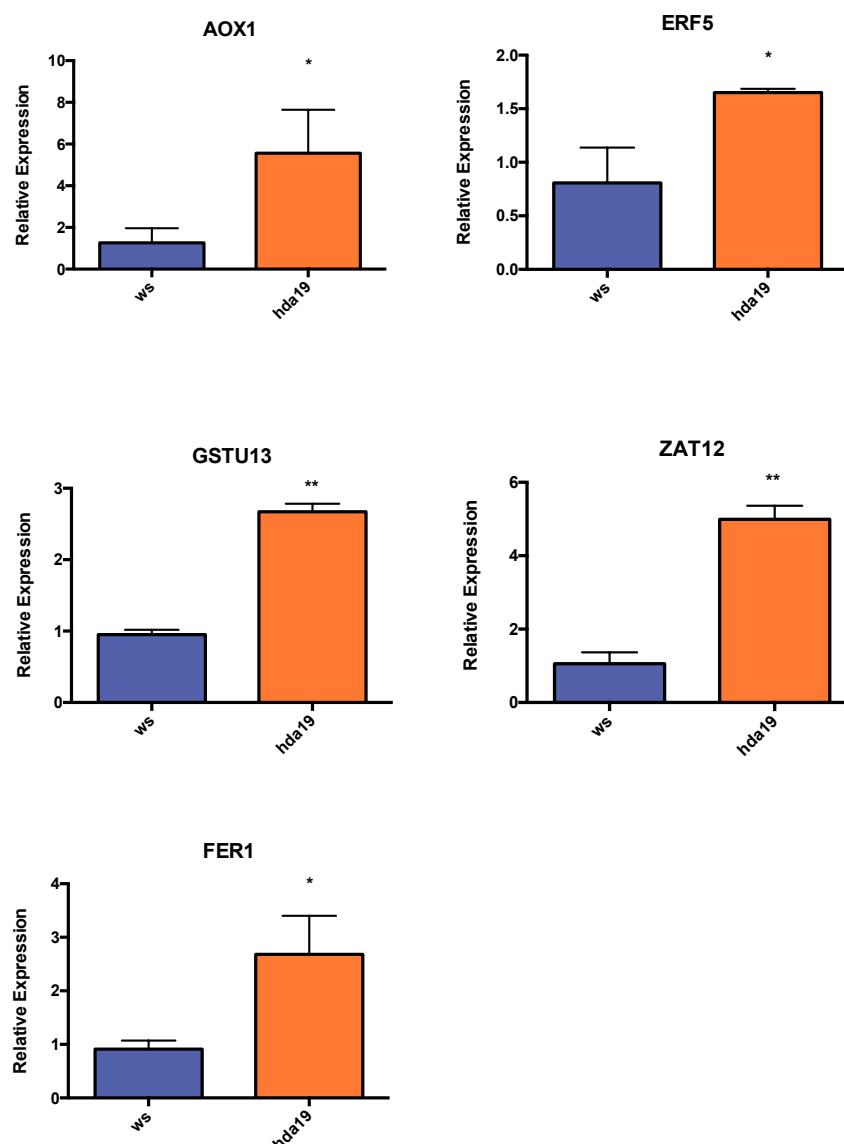 AOX1
*
Relative Expression
10
8
6
4
2
0
ws
hda19
ERF5
*
Relative Expression
2.0
1.5
1.0
0.5
0.0
ws
hda19
GSTU13
**
Relative Expression
3
2
1
0
ws
hda19
ZAT12
**
Relative Expression
6
4
2
0
ws
hda19
FER1
*
Relative Expression
4
3
2
1
0
ws
hda19